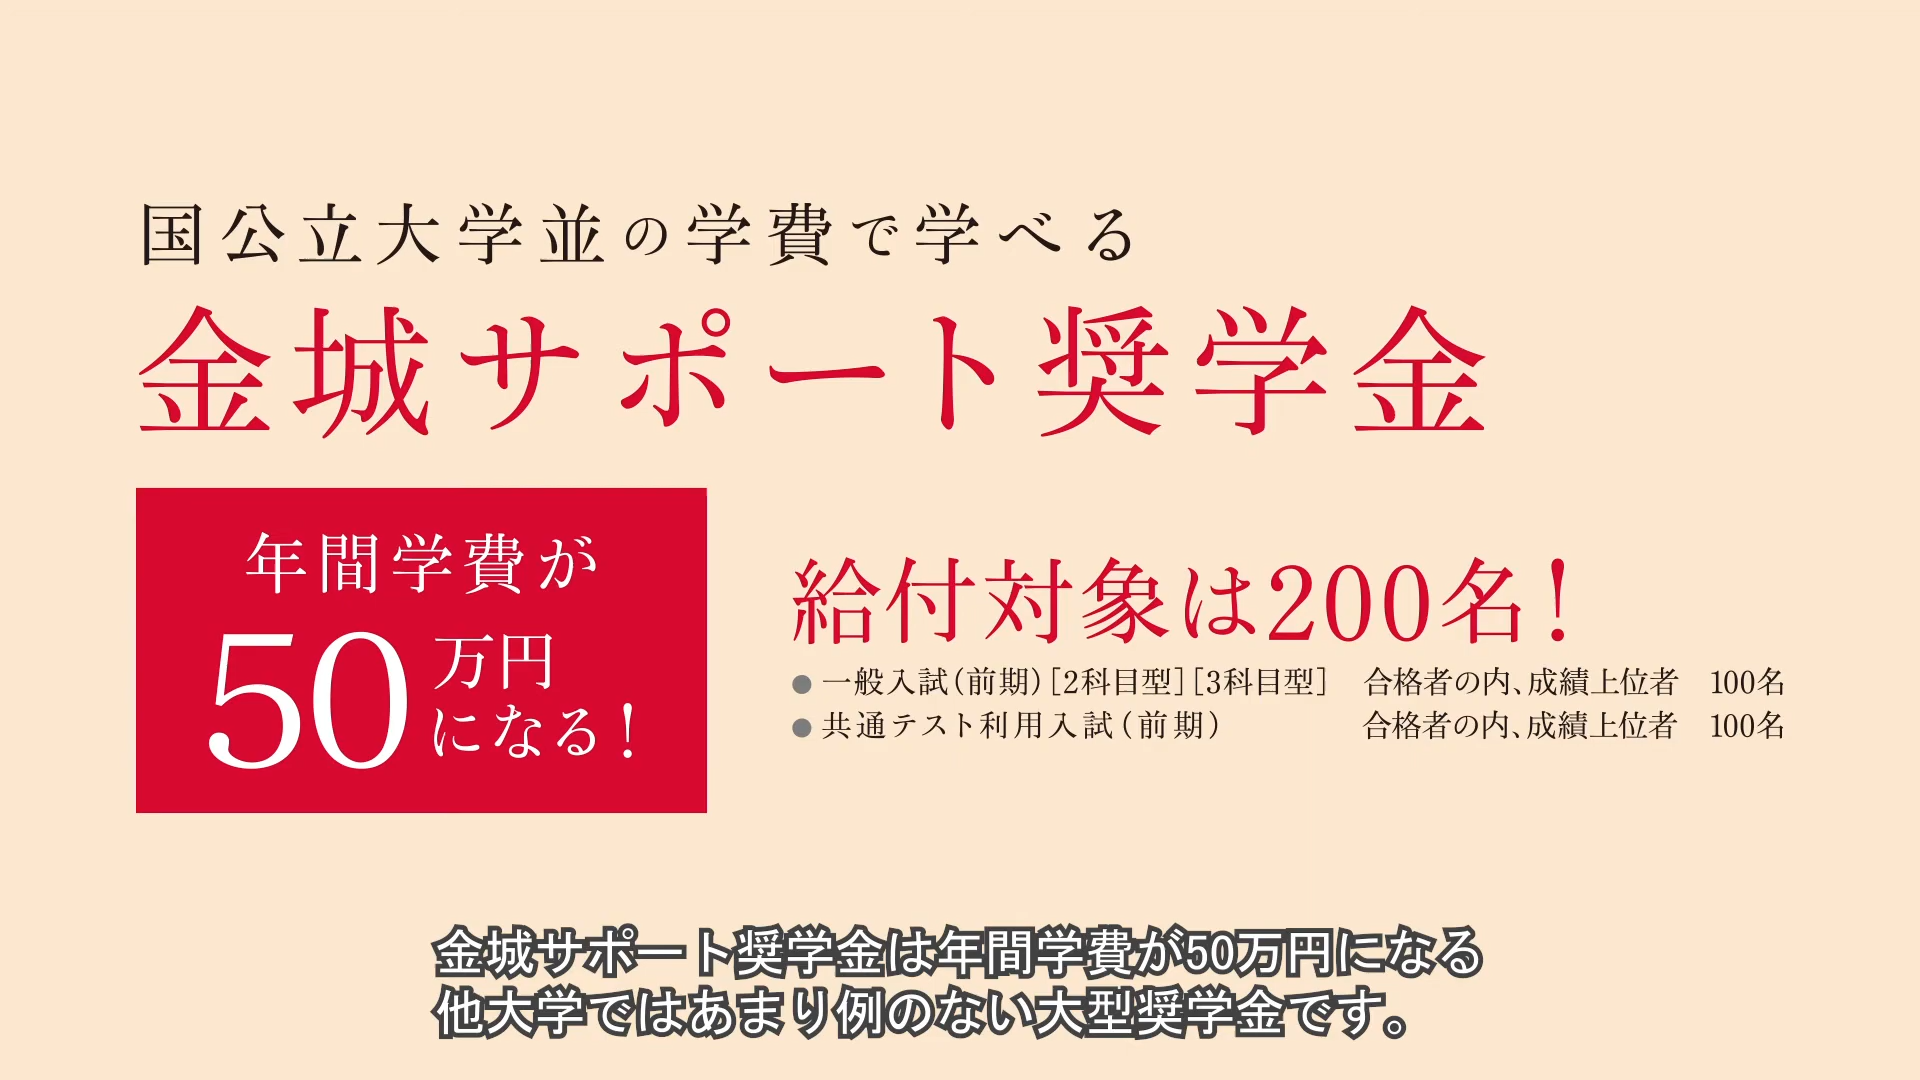 国公立大学並の学費で学べる
金城サポート奨学金
年間学費が
50万円
になる!
給付対象は200名!
● 一般入試(前期)[2科目型][3科目型] 合格者の内、成績上位者 100名
● 共通テスト利用入試(前期) 合格者の内、成績上位者 100名
金城サポート奨学金は年間学費が50万円になる
他大学ではあまり例のない大型奨学金です。